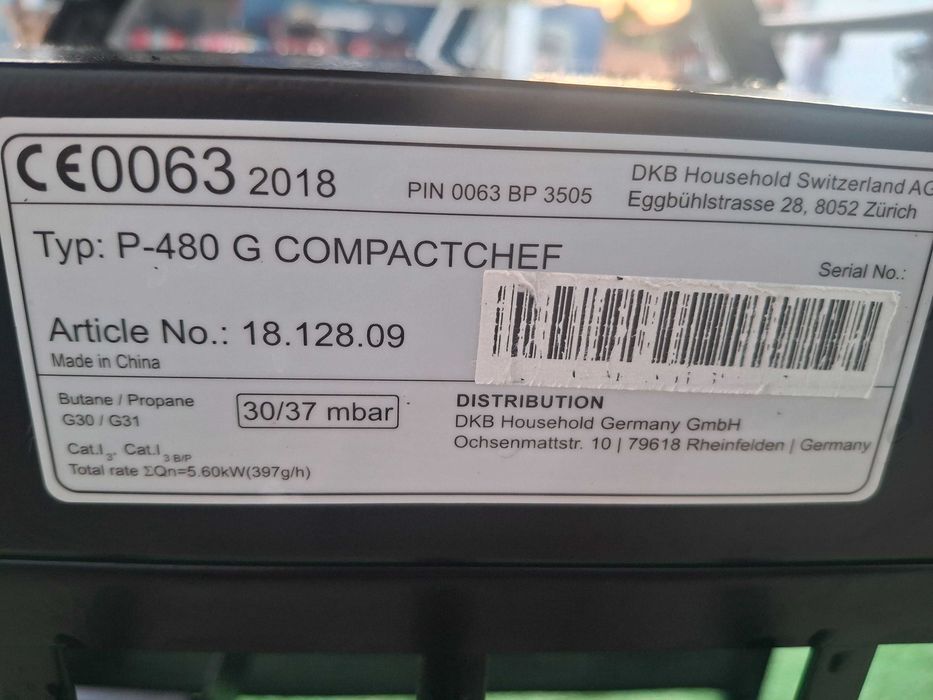 CE0063 2018
PIN 0063 BP 3505
DKB Household Switzerland AG
Eggbühlstrasse 28, 8052 Zürich
Typ: P-480 G COMPACTCHEF
Serial No.:
Article No.: 18.128.09
Made in China
Butane / Propane
G30 / G31
30/37 mbar
Cat.I3, Cat.I3 B/P
Total rate ΣQn=5.60kW(397g/h)
DISTRIBUTION
DKB Household Germany GmbH
Ochsenmattstr. 10 | 79618 Rheinfelden | Germany